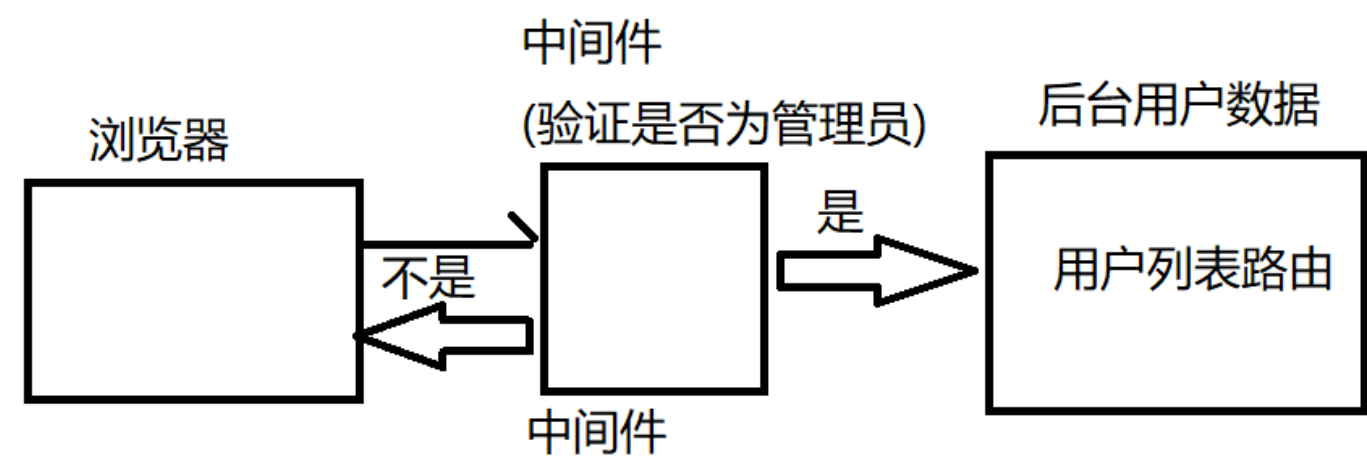 中间件
(验证是否为管理员)
浏览器
后台用户数据
不是
是
用户列表路由
中间件